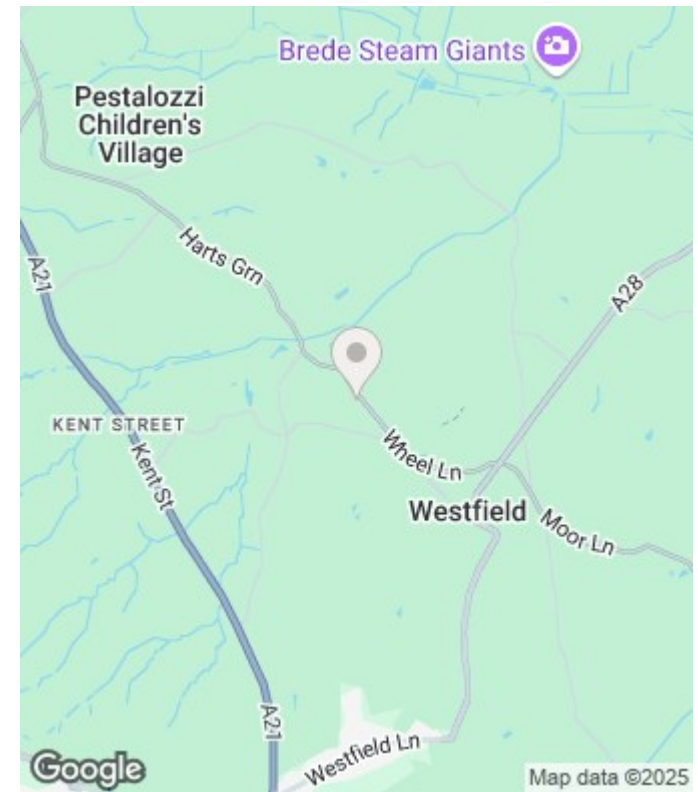 Brede Steam Giants
Pestalozzi
Children's
Village
Harts Grn
A21
A28
KENT STREET
Kent St
Wheel Ln
Westfield
Moor Ln
A21
Westfield Ln
Google
Map data ©2025